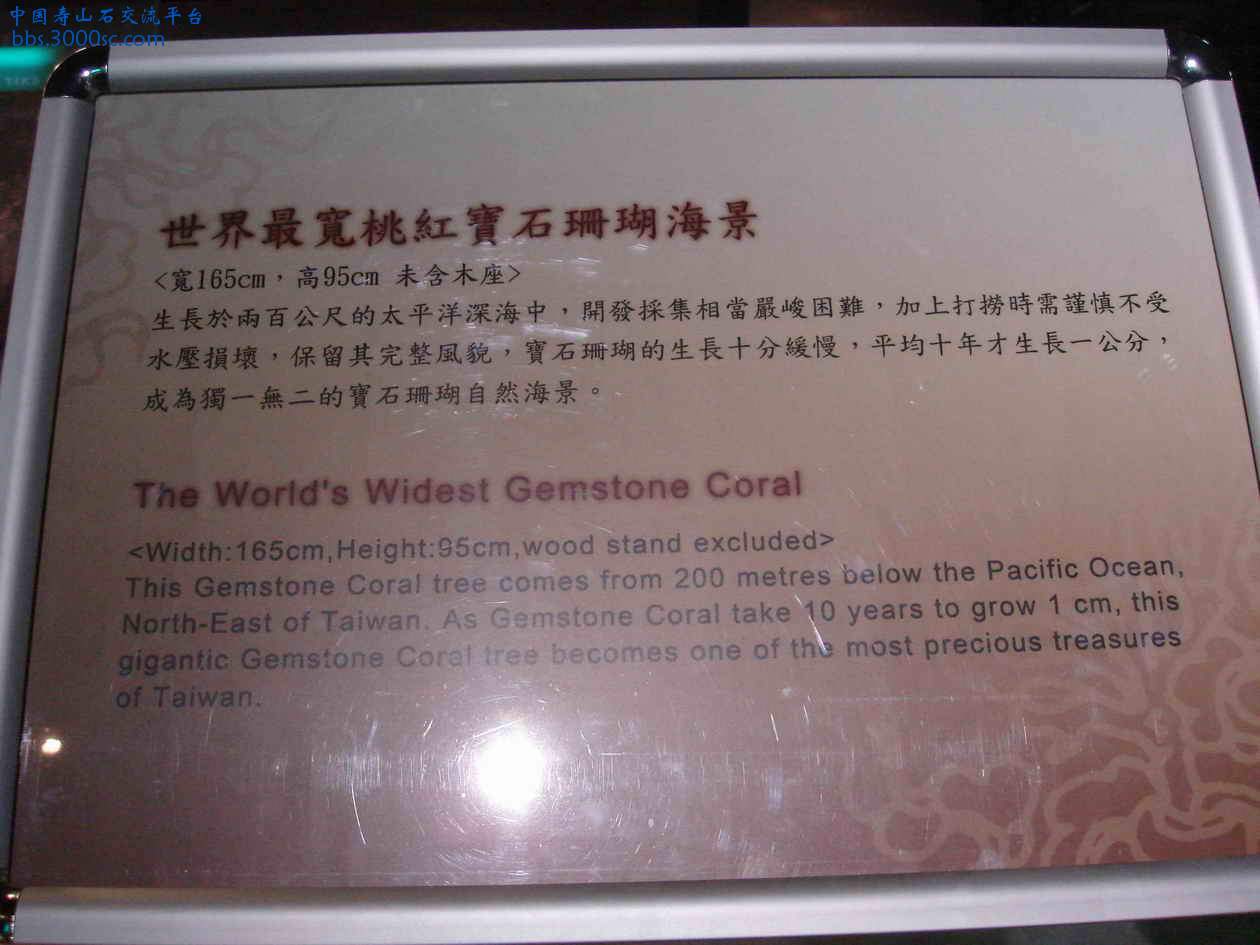 中国寿山石交流平台
bbs.3000sc.com
世界最寬桃紅寶石珊瑚海景
<寬165cm，高95cm 未含木座>
生長於兩百公尺的太平洋深海中，開發採集相當嚴峻困難，加上打撈時需謹慎不受
水壓損壞，保留其完整風貌，寶石珊瑚的生長十分緩慢，平均十年才生長一公分，
成為獨一無二的寶石珊瑚自然海景。
The World's Widest Gemstone Coral
<Width:165cm,Height:95cm,wood stand excluded>
This Gemstone Coral tree comes from 200 metres below the Pacific Ocean,
North-East of Taiwan. As Gemstone Coral take 10 years to grow 1 cm, this
gigantic Gemstone Coral tree becomes one of the most precious treasures
of Taiwan.